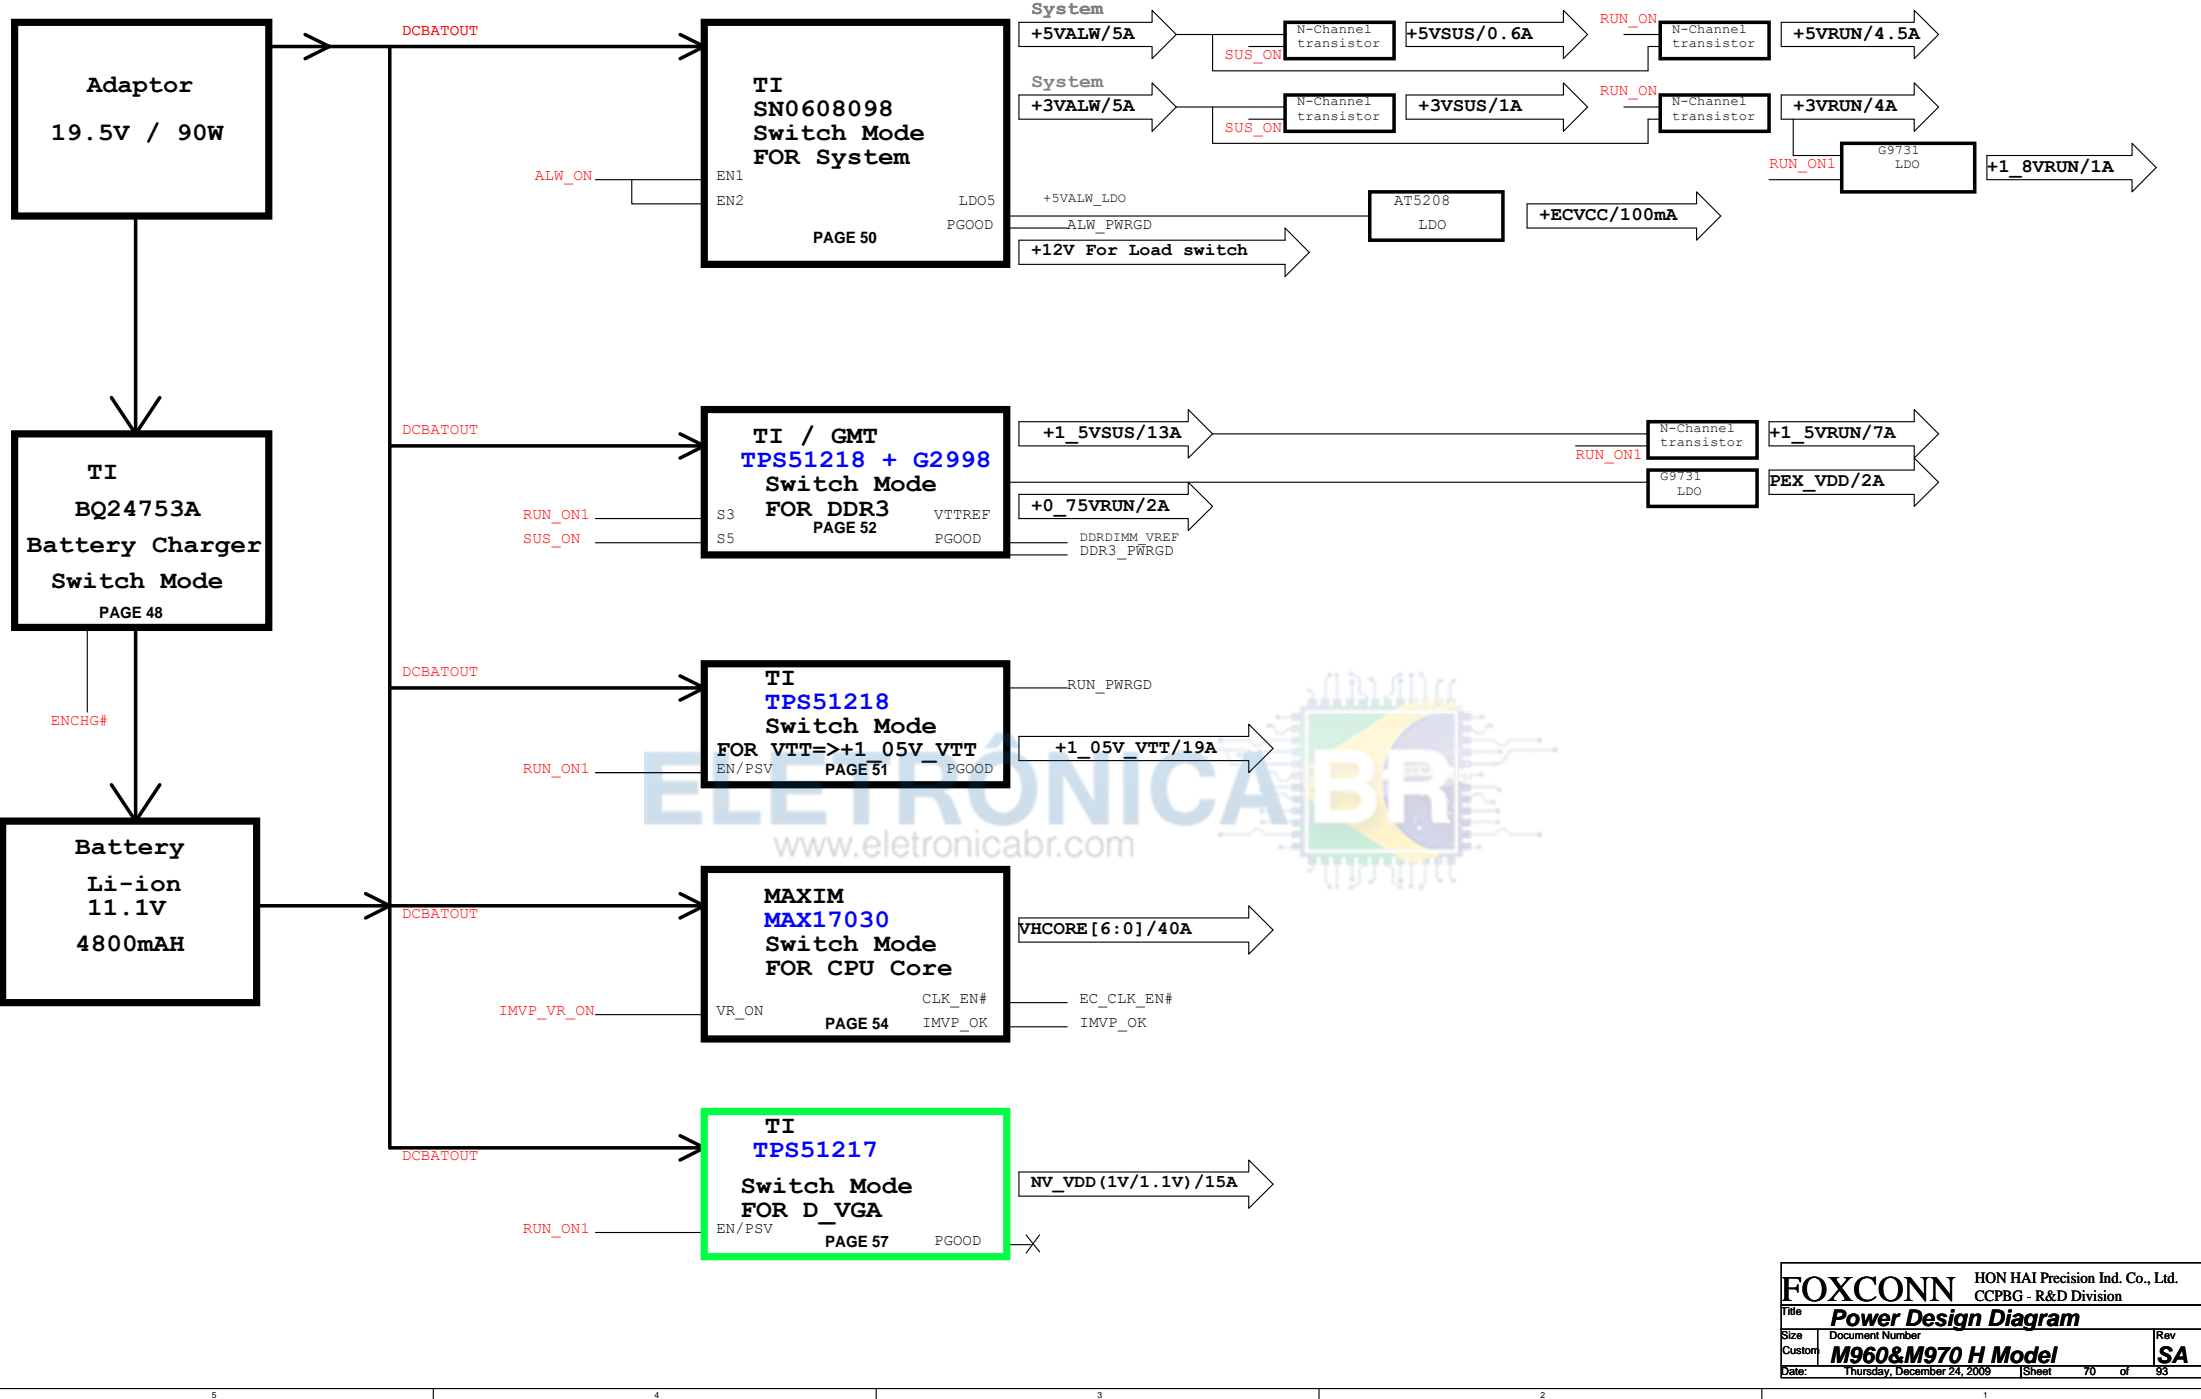 Adaptor
19.5V / 90W
TI
BQ24753A
Battery Charger
Switch Mode
PAGE 48
ENCHG#
Battery
Li-ion
11.1V
4800mAH
DCBATOUT
TI
SN0608098
Switch Mode
FOR System
ALW_ON
EN1
EN2
LDO5
PGOOD
PAGE 50
System
+5VALW/5A
SUS_ON
N-Channel
transistor
+5VSUS/0.6A
RUN_ON
N-Channel
transistor
+5VRUN/4.5A
System
+3VALW/5A
SUS_ON
N-Channel
transistor
+3VSUS/1A
RUN_ON
N-Channel
transistor
+3VRUN/4A
RUN_ON1
G9731
LDO
+1_8VRUN/1A
+5VALW_LDO
ALW_PWRGD
AT5208
LDO
+ECVCC/100mA
+12V For Load switch
DCBATOUT
TI / GMT
TPS51218 + G2998
Switch Mode
FOR DDR3
PAGE 52
RUN_ON1
SUS_ON
S3
S5
VTTREF
PGOOD
+1_5VSUS/13A
RUN_ON1
N-Channel
transistor
+1_5VRUN/7A
G9731
LDO
PEX_VDD/2A
+0_75VRUN/2A
DDRDIMM_VREF
DDR3_PWRGD
DCBATOUT
TI
TPS51218
Switch Mode
FOR VTT=>+1_05V_VTT
RUN_ON1
EN/PSV
PAGE 51
PGOOD
RUN_PWRGD
+1_05V_VTT/19A
ELETRÔNICA BR
www.eletronicabr.com
DCBATOUT
MAXIM
MAX17030
Switch Mode
FOR CPU Core
IMVP_VR_ON
VR_ON
PAGE 54
CLK_EN#
IMVP_OK
VHCORE[6:0]/40A
EC_CLK_EN#
IMVP_OK
DCBATOUT
TI
TPS51217
Switch Mode
FOR D_VGA
RUN_ON1
EN/PSV
PAGE 57
PGOOD
NV_VDD(1V/1.1V)/15A
FOXCONN
HON HAI Precision Ind. Co., Ltd.
CCPBG - R&D Division
Title
Power Design Diagram
Size
Custom
Document Number
M960&M970 H Model
Rev
SA
Date: Thursday, December 24, 2009 Sheet 70 of 93
5 4 3 2 1